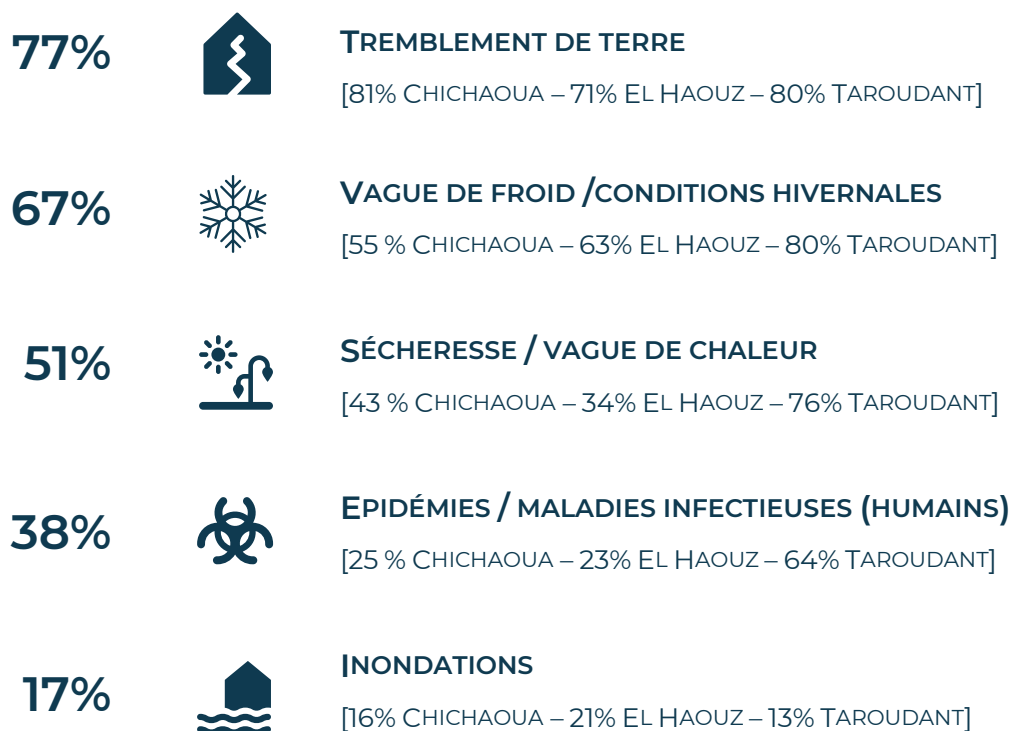 77%
TREMBLEMENT DE TERRE
[81% CHICHAOUA – 71% EL HAOUZ – 80% TAROUDANT]
67%
VAGUE DE FROID /CONDITIONS HIVERNALES
[55 % CHICHAOUA – 63% EL HAOUZ – 80% TAROUDANT]
51%
SÉCHERESSE / VAGUE DE CHALEUR
[43 % CHICHAOUA – 34% EL HAOUZ – 76% TAROUDANT]
38%
EPIDÉMIES / MALADIES INFECTIEUSES (HUMAINS)
[25 % CHICHAOUA – 23% EL HAOUZ – 64% TAROUDANT]
17%
INONDATIONS
[16% CHICHAOUA – 21% EL HAOUZ – 13% TAROUDANT]